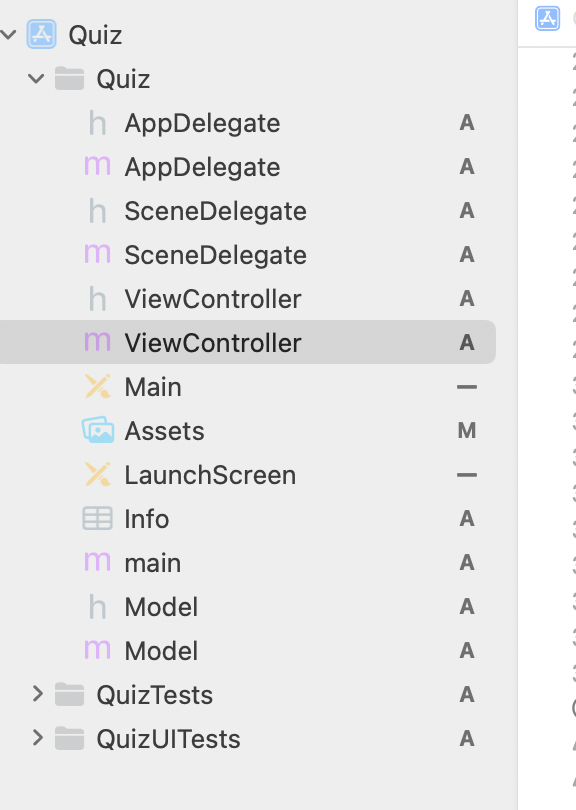 Quiz
Quiz
h AppDelegate A
m AppDelegate A
h SceneDelegate A
m SceneDelegate A
h ViewController A
m ViewController A
Main —
Assets M
LaunchScreen —
Info A
m main A
h Model A
m Model A
QuizTests A
QuizUITests A